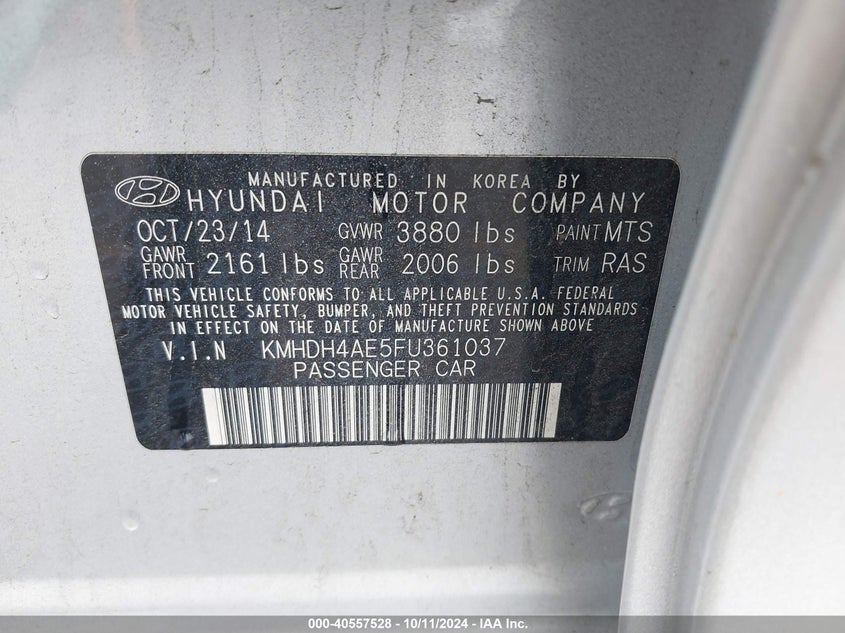 MANUFACTURED IN KOREA BY
HYUNDAI MOTOR COMPANY
OCT/23/14 GVWR 3880 lbs PAINT MTS
GAWR FRONT 2161 lbs GAWR REAR 2006 lbs TRIM RAS
THIS VEHICLE CONFORMS TO ALL APPLICABLE U.S.A. FEDERAL
MOTOR VEHICLE SAFETY, BUMPER, AND THEFT PREVENTION STANDARDS
IN EFFECT ON THE DATE OF MANUFACTURE SHOWN ABOVE
V.I.N KMHDH4AE5FU361037
PASSENGER CAR
000-40557528 - 10/11/2024 - IAA Inc.